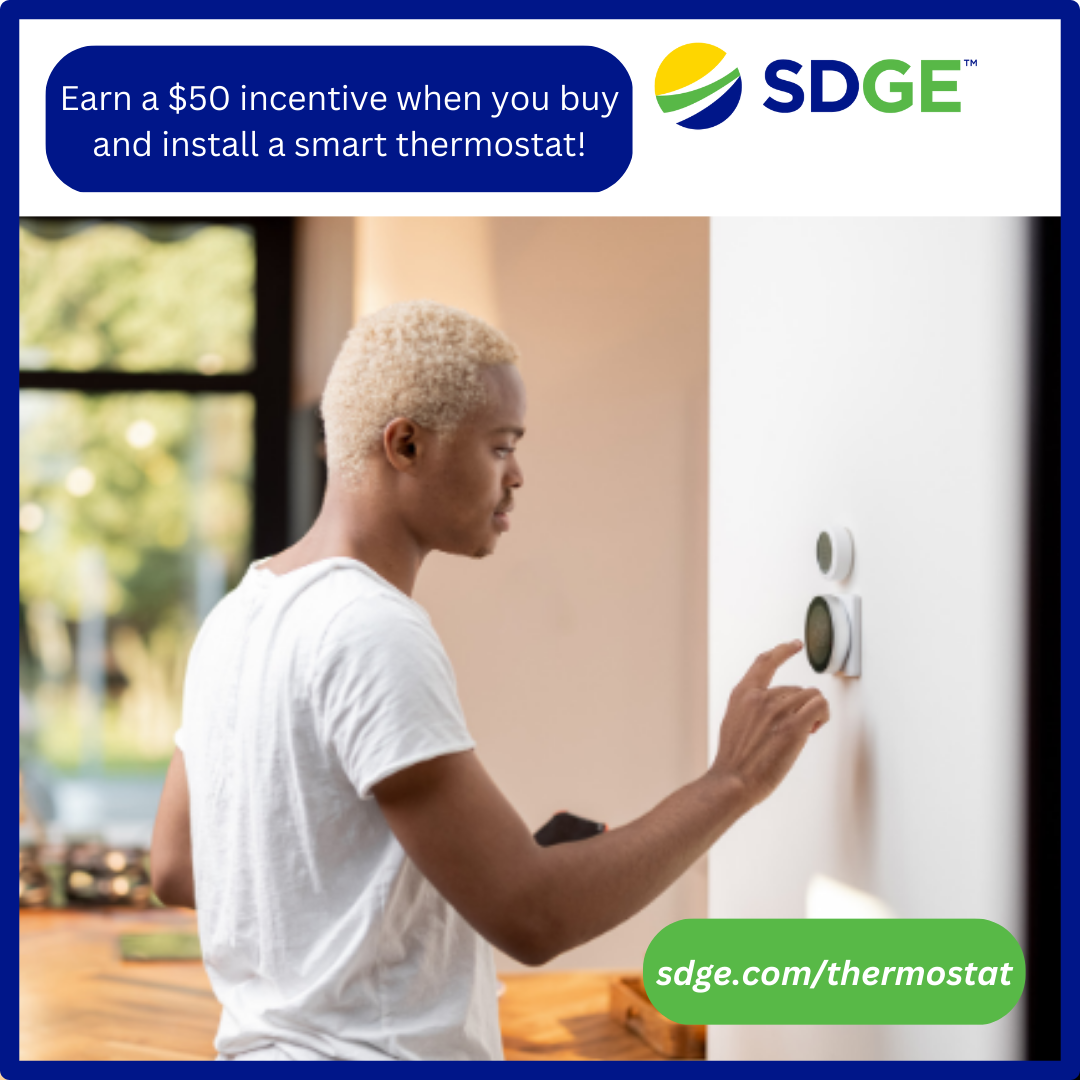 Earn a $50 incentive when you buy
and install a smart thermostat!
SDGE™
sdge.com/thermostat